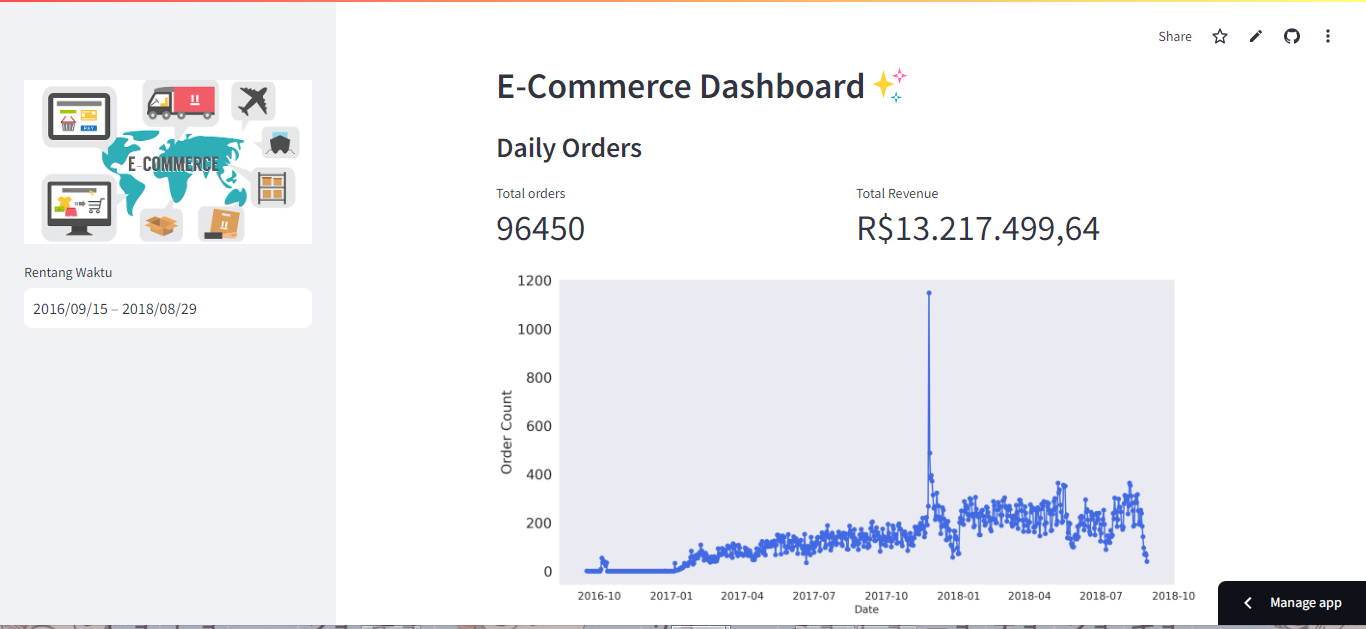 Share
E-COMMERCE
PAY
Rentang Waktu
2016/09/15 – 2018/08/29
E-Commerce Dashboard ✨
Daily Orders
Total orders
96450
Total Revenue
R$13.217.499,64
Order Count
1200
1000
800
600
400
200
0
2016-10 2017-01 2017-04 2017-07 2017-10 2018-01 2018-04 2018-07 2018-10
Date
Manage app